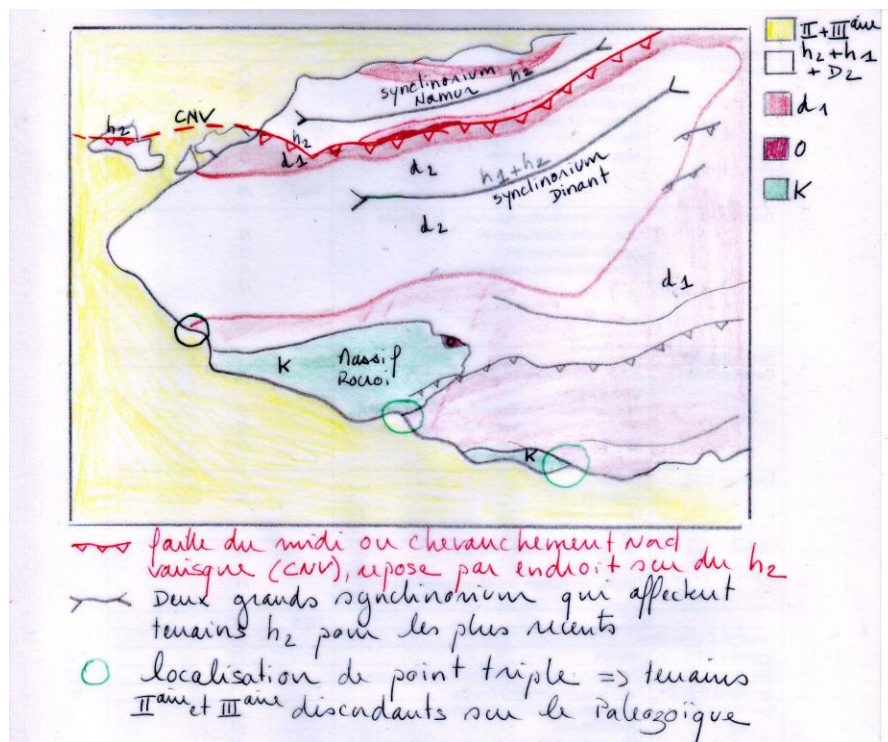 II + III aire
h2 + h1
+ D2
d1
O
K
synclinorium
Namur
h2
h2
CNV
h2
d1
d2
h1 + h2
synclinorium
Dinant
d2
d1
K
Massif
Rocroi
K
faille du midi ou chevauchement Nord
varisque (CNV), repose par endroit sur du h2
Deux grands synclinorium qui affectent
terrains h2 pour les plus récents
localisation de point triple => terrains
II aire et III aire discordants sur le Paléozoïque